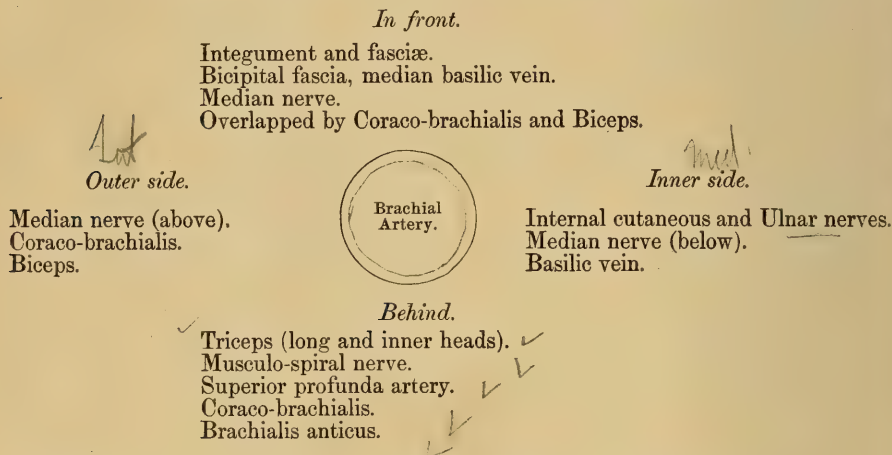 In front.
Integument and fasciæ.
Bicipital fascia, median basilic vein.
Median nerve.
Overlapped by Coraco-brachialis and Biceps.
Outer side.
Median nerve (above).
Coraco-brachialis.
Biceps.
Brachial
Artery.
med.
Inner side.
Internal cutaneous and Ulnar nerves.
Median nerve (below).
Basilic vein.
Behind.
Triceps (long and inner heads).
Musculo-spiral nerve.
Superior profunda artery.
Coraco-brachialis.
Brachialis anticus.